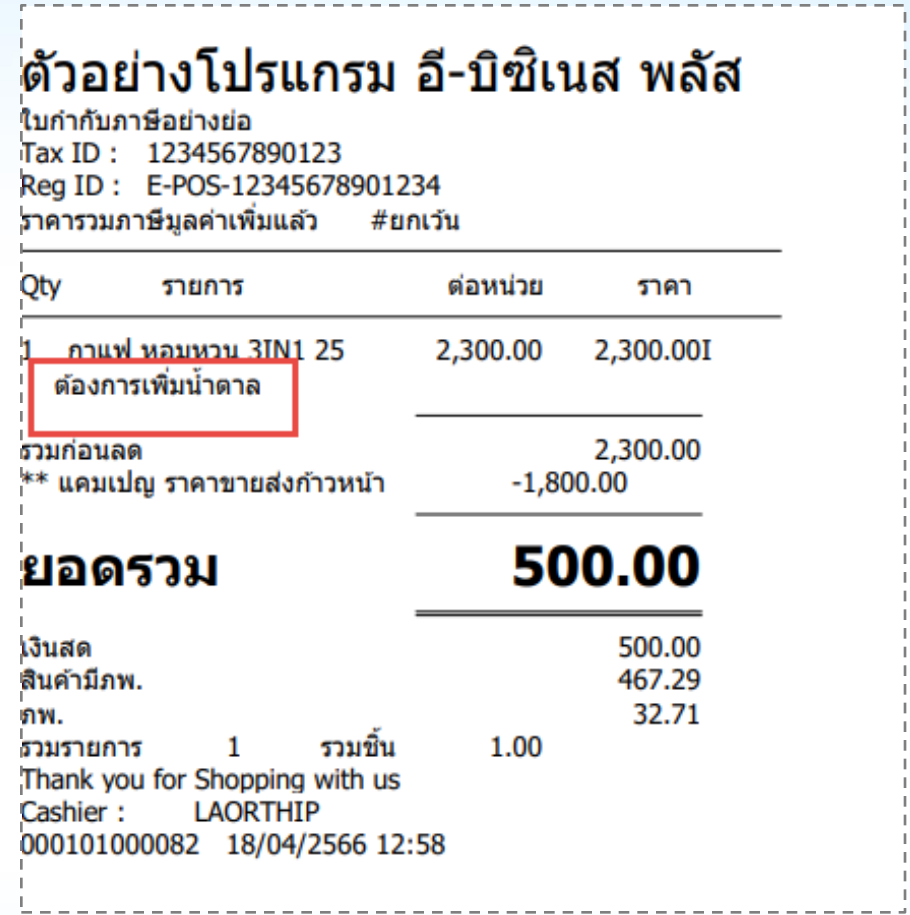 ตัวอย่างโปรแกรม อี-บิซิเนส พลัส
ใบกำกับภาษีอย่างย่อ
Tax ID : 1234567890123
Reg ID : E-POS-12345678901234
ราคารวมภาษีมูลค่าเพิ่มแล้ว #ยกเว้น
Qty รายการ ต่อหน่วย ราคา
1 กาแฟ หอมหวน 3IN1 25 2,300.00 2,300.00I
ต้องการเพิ่มน้ำตาล
รวมก่อนลด 2,300.00
** แคมเปญ ราคาขายส่งก้าวหน้า -1,800.00
ยอดรวม 500.00
เงินสด 500.00
สินค้ามีภพ. 467.29
ภพ. 32.71
รวมรายการ 1 รวมชิ้น 1.00
Thank you for Shopping with us
Cashier : LAORTHIP
000101000082 18/04/2566 12:58